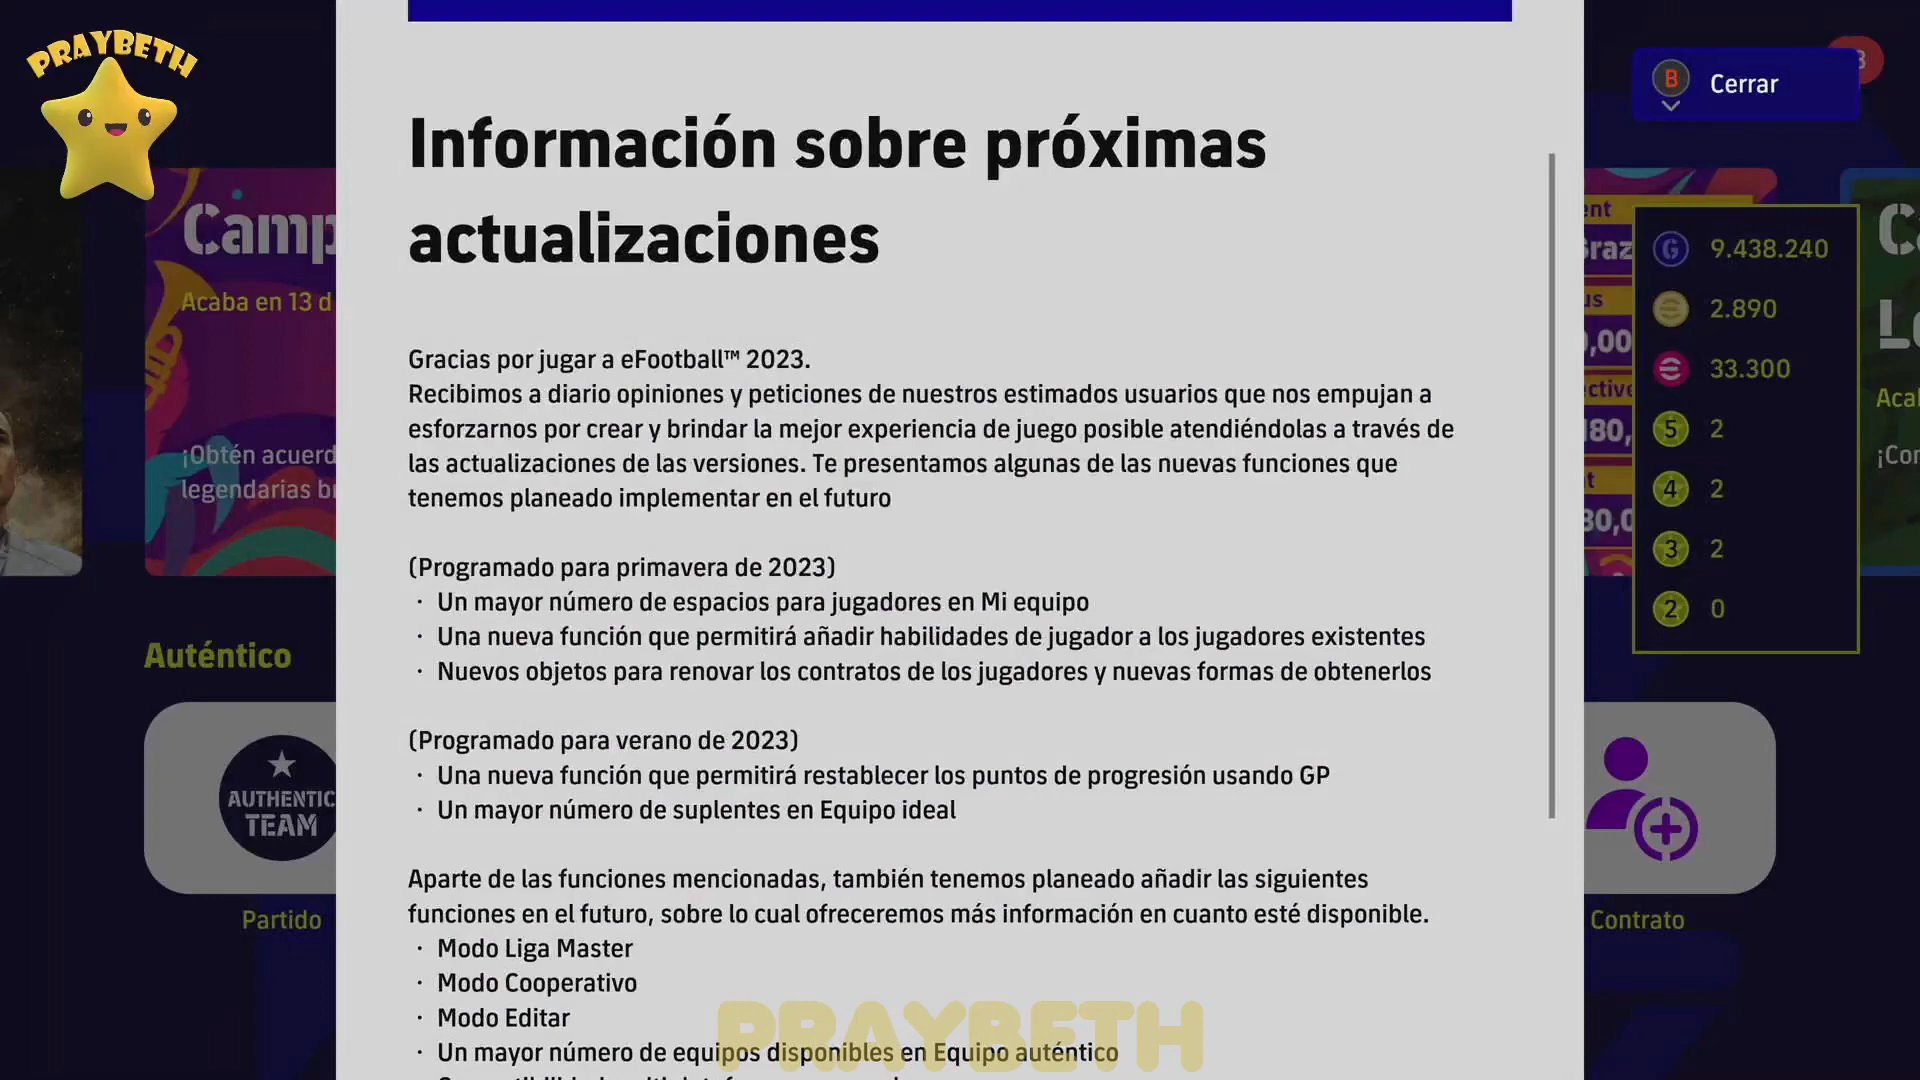 PRAYBETH
B Cerrar
Información sobre próximas
actualizaciones
Gracias por jugar a eFootball™ 2023.
Recibimos a diario opiniones y peticiones de nuestros estimados usuarios que nos empujan a
esforzarnos por crear y brindar la mejor experiencia de juego posible atendiéndolas a través de
las actualizaciones de las versiones. Te presentamos algunas de las nuevas funciones que
tenemos planeado implementar en el futuro
(Programado para primavera de 2023)
· Un mayor número de espacios para jugadores en Mi equipo
· Una nueva función que permitirá añadir habilidades de jugador a los jugadores existentes
· Nuevos objetos para renovar los contratos de los jugadores y nuevas formas de obtenerlos
(Programado para verano de 2023)
· Una nueva función que permitirá restablecer los puntos de progresión usando GP
· Un mayor número de suplentes en Equipo ideal
Aparte de las funciones mencionadas, también tenemos planeado añadir las siguientes
funciones en el futuro, sobre lo cual ofreceremos más información en cuanto esté disponible.
· Modo Liga Master
· Modo Cooperativo
· Modo Editar
· Un mayor número de equipos disponibles en Equipo auténtico
PRAYBETH
Camp
Acaba en 13 d
¡Obtén acuerd
legendarias br
Auténtico
AUTHENTIC
TEAM
Partido
G 9.438.240
2.890
33.300
5 2
4 2
3 2
2 0
Contrato